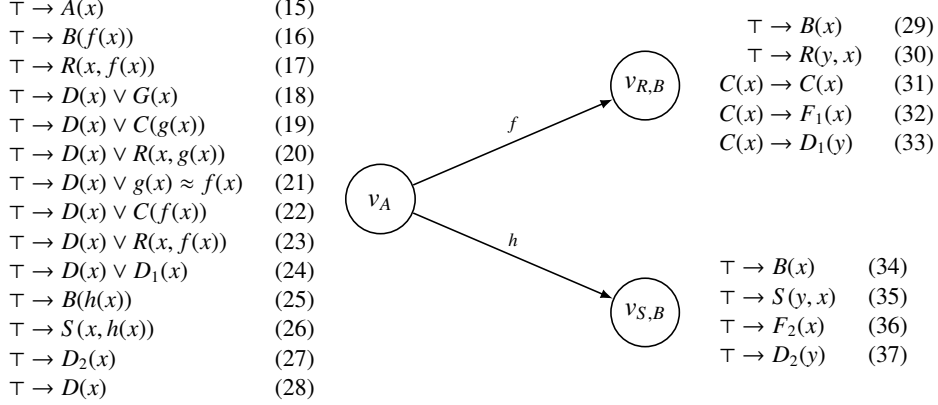 ⊤ → A(x) (15)
⊤ → B(f(x)) (16)
⊤ → R(x, f(x)) (17)
⊤ → D(x) ∨ G(x) (18)
⊤ → D(x) ∨ C(g(x)) (19)
⊤ → D(x) ∨ R(x, g(x)) (20)
⊤ → D(x) ∨ g(x) ≈ f(x) (21)
⊤ → D(x) ∨ C(f(x)) (22)
⊤ → D(x) ∨ R(x, f(x)) (23)
⊤ → D(x) ∨ D₁(x) (24)
⊤ → B(h(x)) (25)
⊤ → S(x, h(x)) (26)
⊤ → D₂(x) (27)
⊤ → D(x) (28)
v_A
f
h
v_{R,B}
v_{S,B}
⊤ → B(x) (29)
⊤ → R(y, x) (30)
C(x) → C(x) (31)
C(x) → F₁(x) (32)
C(x) → D₁(y) (33)
⊤ → B(x) (34)
⊤ → S(y, x) (35)
⊤ → F₂(x) (36)
⊤ → D₂(y) (37)